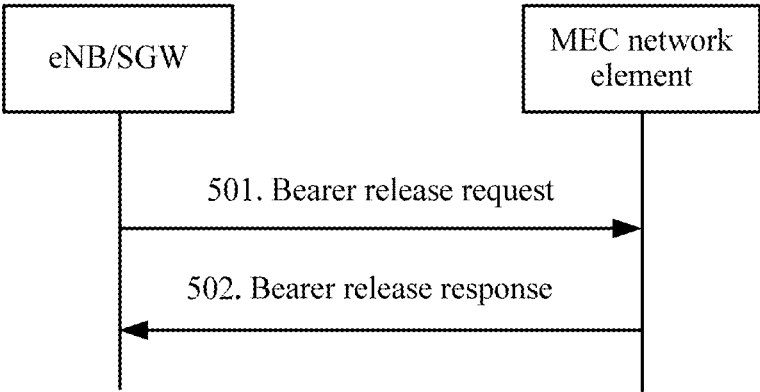 eNB/SGW
MEC network
element
501. Bearer release request
502. Bearer release response